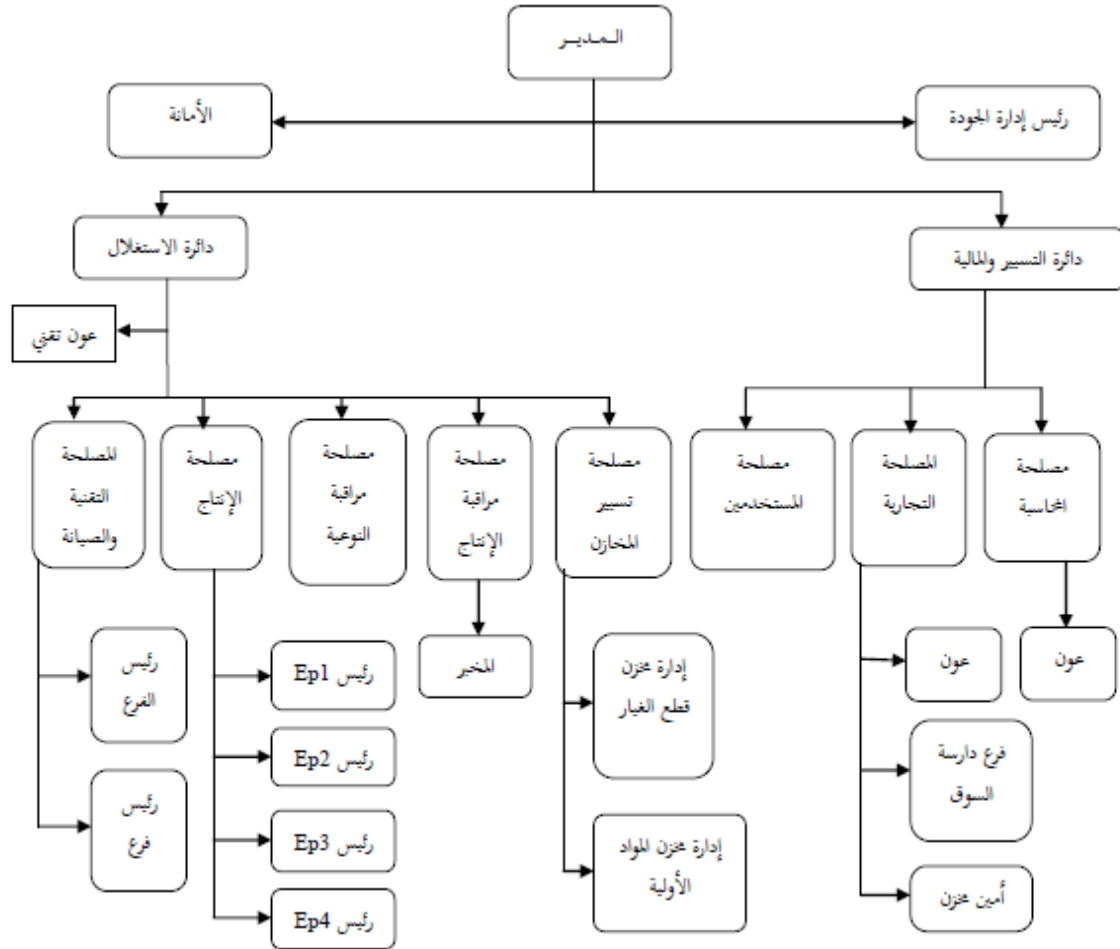 المـديـر
رئيس إدارة الجودة
الأمانة
دائرة التسيير والمالية
دائرة الاستغلال
عون تقني
مصلحة
المحاسبة
المصلحة
التجارية
مصلحة
المستخدمين
مصلحة
تسيير
المخازن
مصلحة
مراقبة
الإنتاج
مصلحة
مراقبة
النوعية
مصلحة
الإنتاج
المصلحة
التقنية
والصيانة
عون
عون
فرع دارسة
السوق
أمين مخزن
إدارة مخزن
قطع الغيار
إدارة مخزن المواد
الأولية
المخبر
رئيس Ep1
رئيس Ep2
رئيس Ep3
رئيس Ep4
رئيس
الفرع
رئيس
فرع